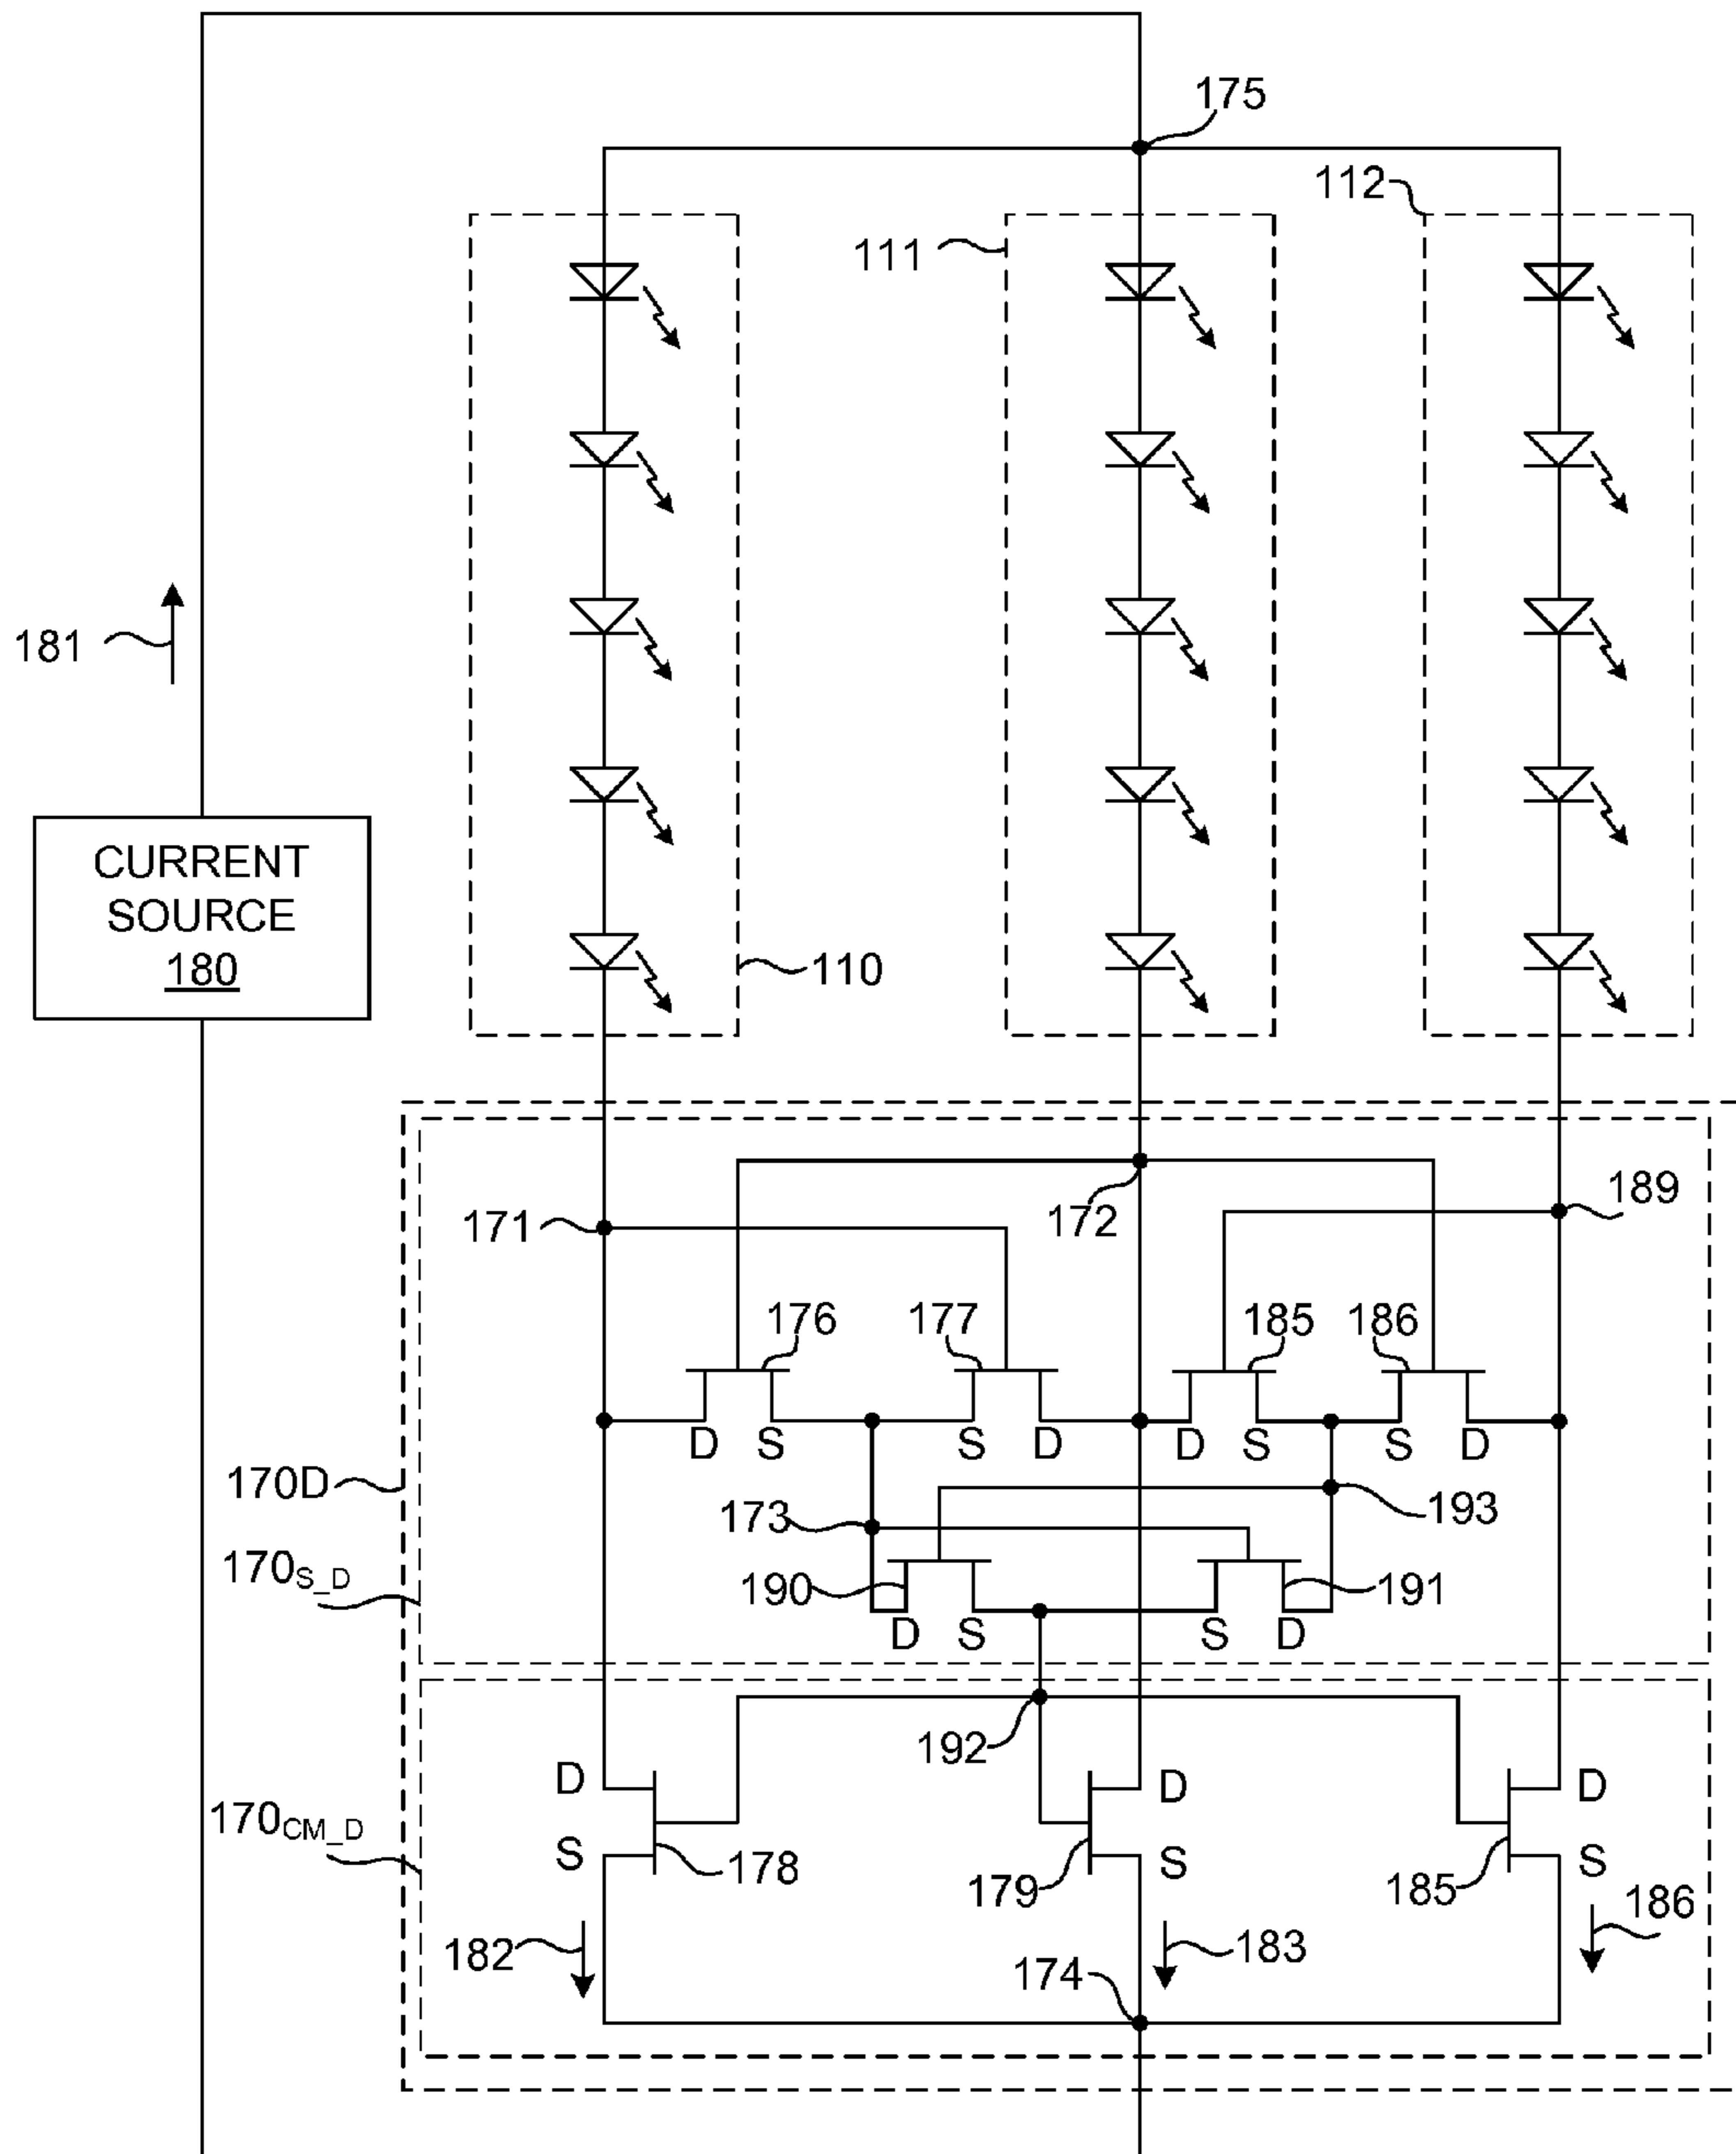 175
112
111
181
CURRENT
SOURCE
180
110
189
171
172
176
177
185
186
D S S D D S S D
170D
193
173
170S_D
190
191
D S S D
192
D D D
170CM_D
S S S
178
179
185
186
182
183
174